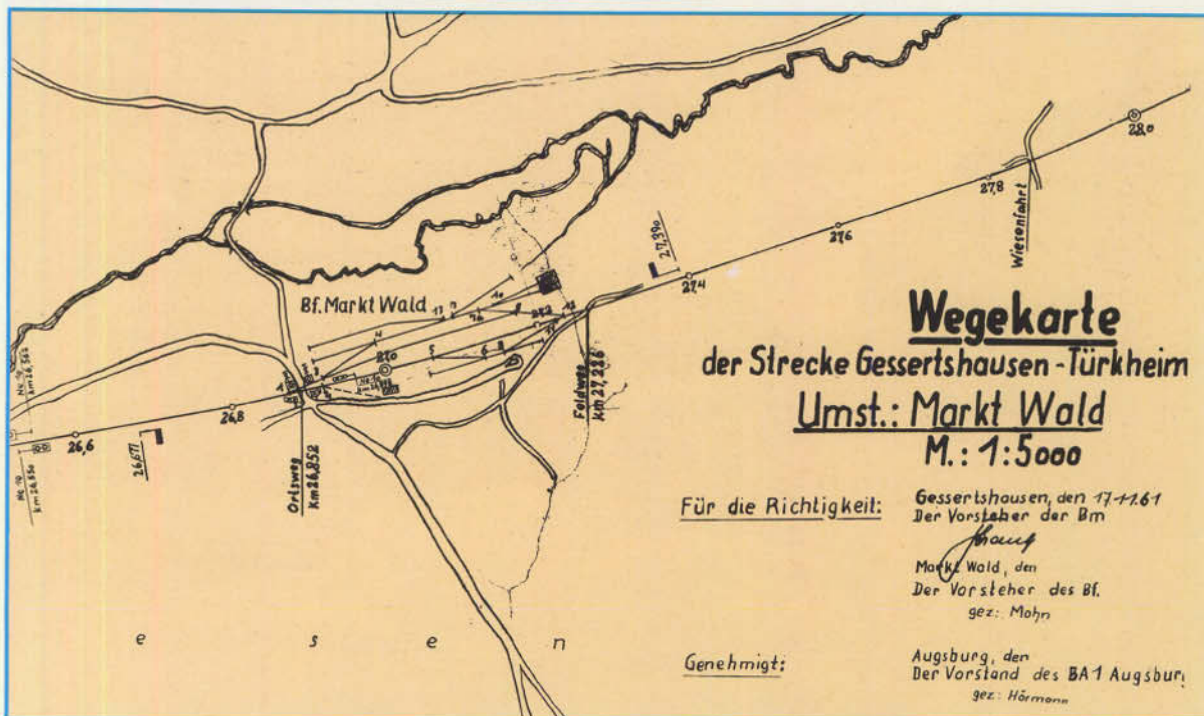 Bf. Markt Wald
26,6
26,671
26,8
27,0
27,2
27,390
27,4
27,6
27,8
28,0
Ortsweg
Km 26,852
Feldweg
Wiesenfahrt
e s e n
Wegekarte
der Strecke Gessertshausen-Türkheim
Umst.: Markt Wald
M.: 1:5000
Für die Richtigkeit:
Gessertshausen, den 17.11.61
Der Vorsteher der Bm
Markt Wald, den
Der Vorsteher des Bf.
gez: Mohn
Genehmigt:
Augsburg, den
Der Vorstand des BA1 Augsburg
gez: Hörmann